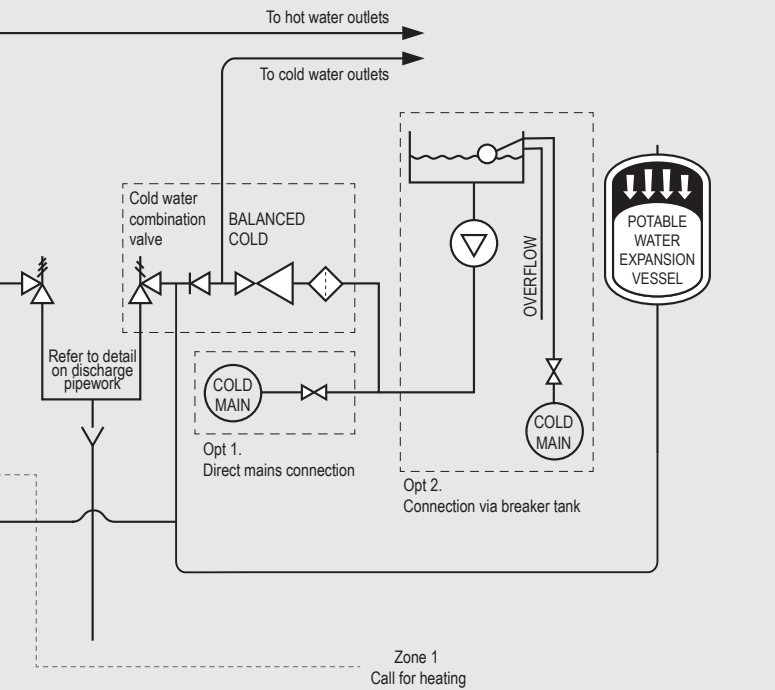 To hot water outlets
To cold water outlets
Cold water
combination
valve
BALANCED
COLD
OVERFLOW
POTABLE
WATER
EXPANSION
VESSEL
Refer to detail
on discharge
pipework
COLD
MAIN
Opt 1.
Direct mains connection
COLD
MAIN
Opt 2.
Connection via breaker tank
Zone 1
Call for heating